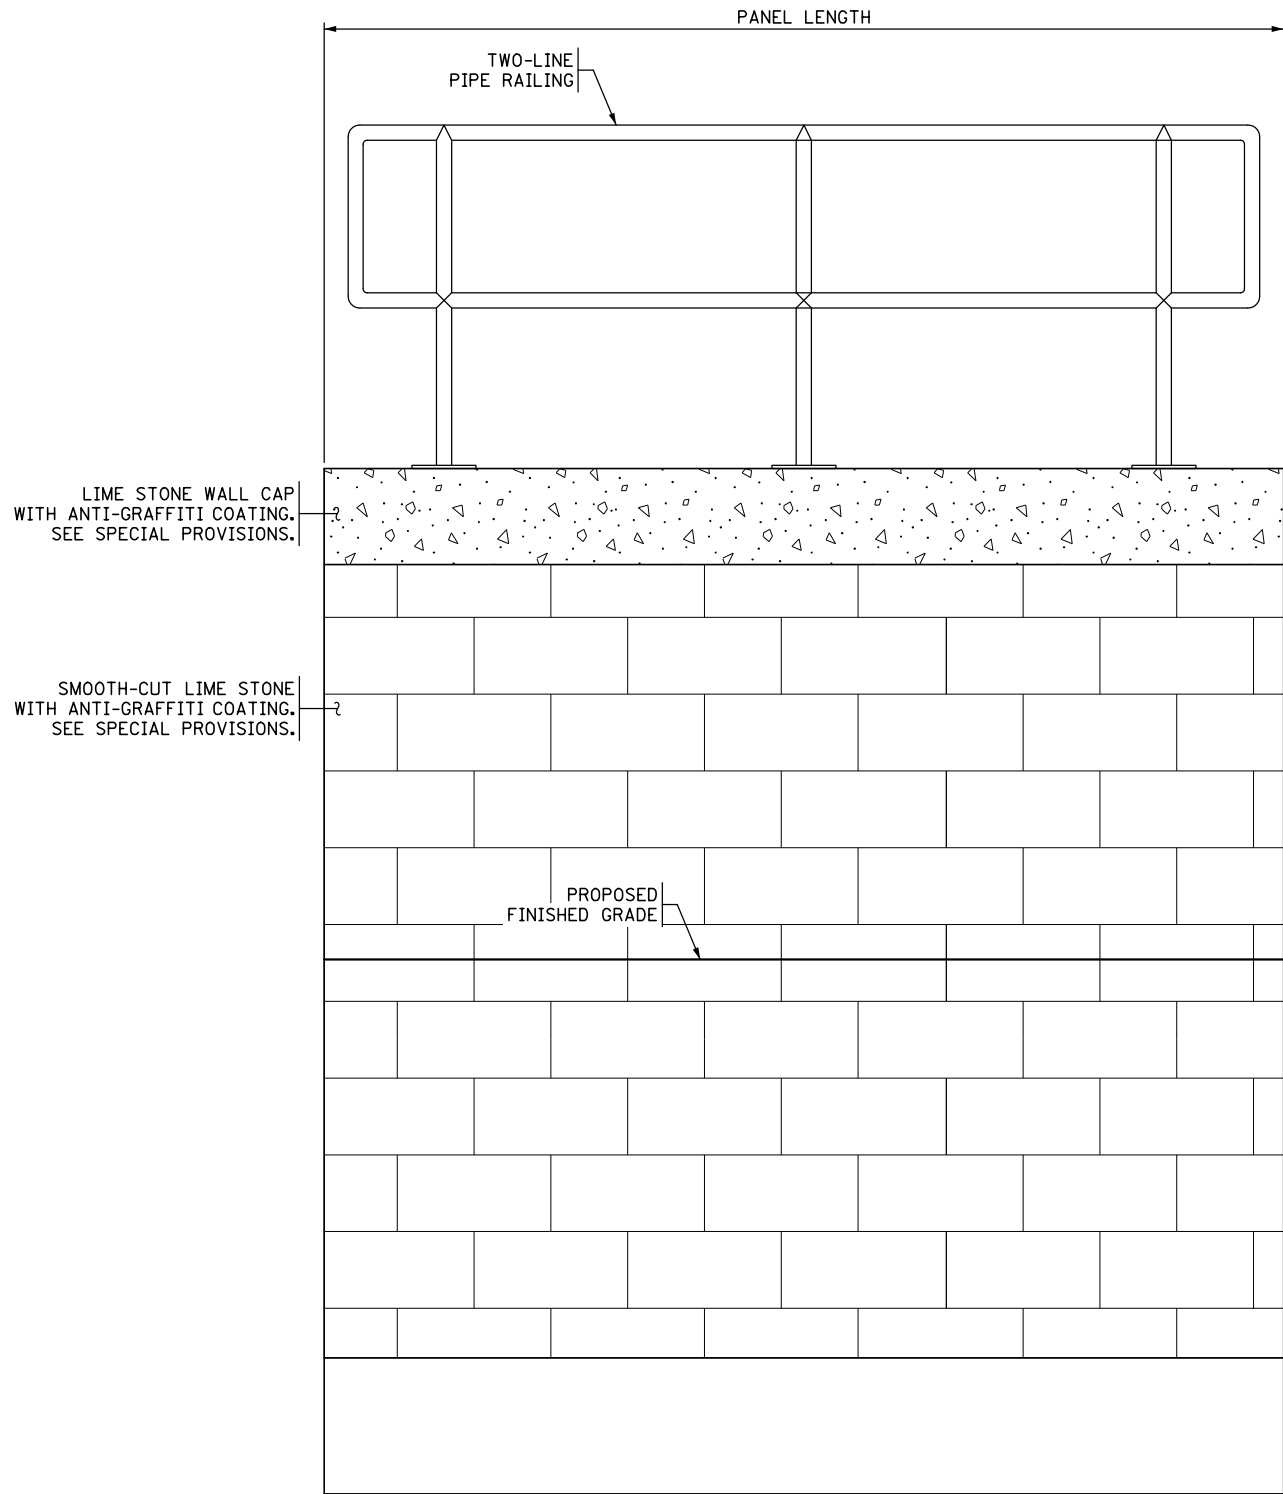 PANEL LENGTH
TWO-LINE
PIPE RAILING
LIME STONE WALL CAP
WITH ANTI-GRAFFITI COATING.
SEE SPECIAL PROVISIONS.
SMOOTH-CUT LIME STONE
WITH ANTI-GRAFFITI COATING.
SEE SPECIAL PROVISIONS.
PROPOSED
FINISHED GRADE